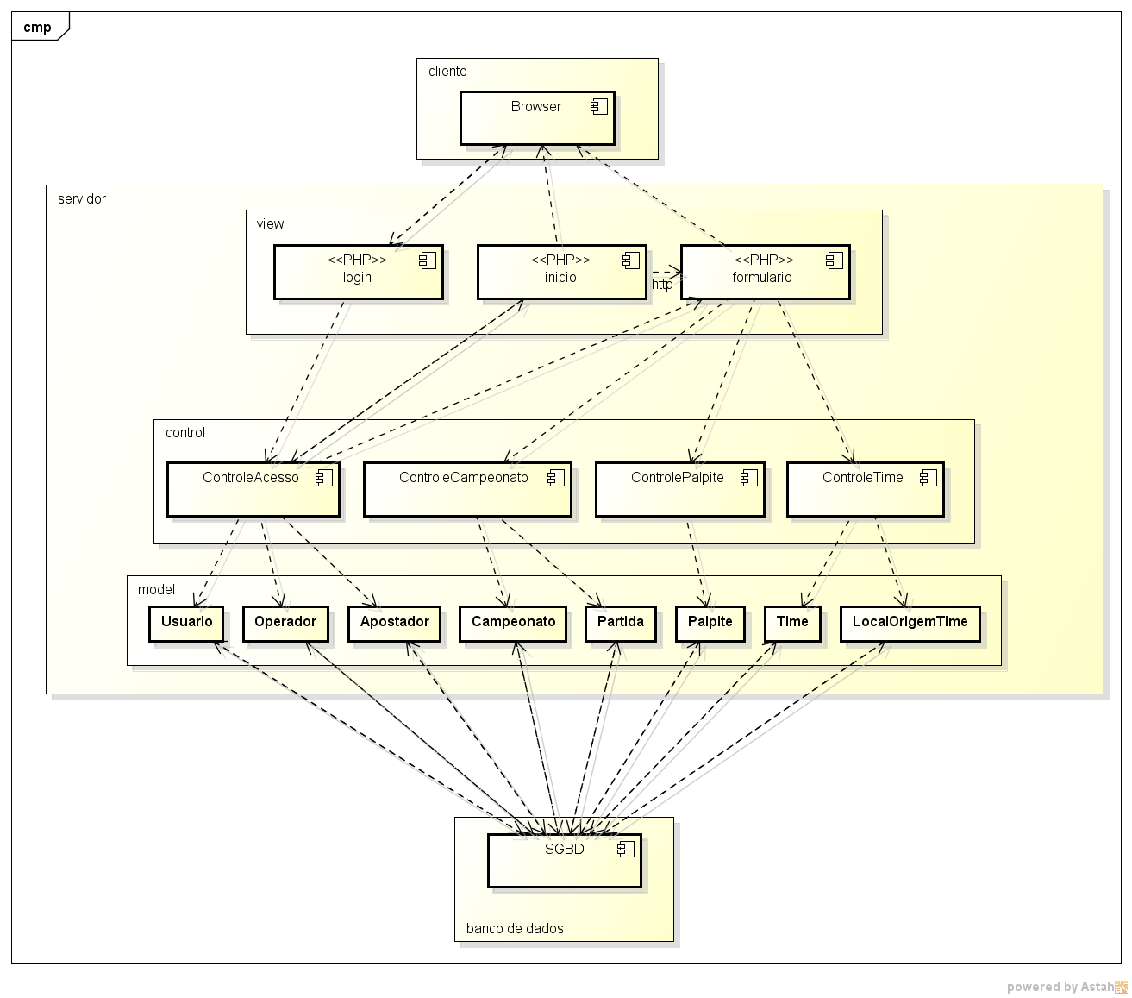 cmp
cliente
Browser
servidor
view
<<PHP>>
login
<<PHP>>
inicio
http
<<PHP>>
formulario
control
ControleAcesso
ControleCampeonato
ControlePalpite
ControleTime
model
Usuario
Operador
Apostador
Campeonato
Partida
Palpite
Time
LocalOrigemTime
SGBD
banco de dados
powered by Astah